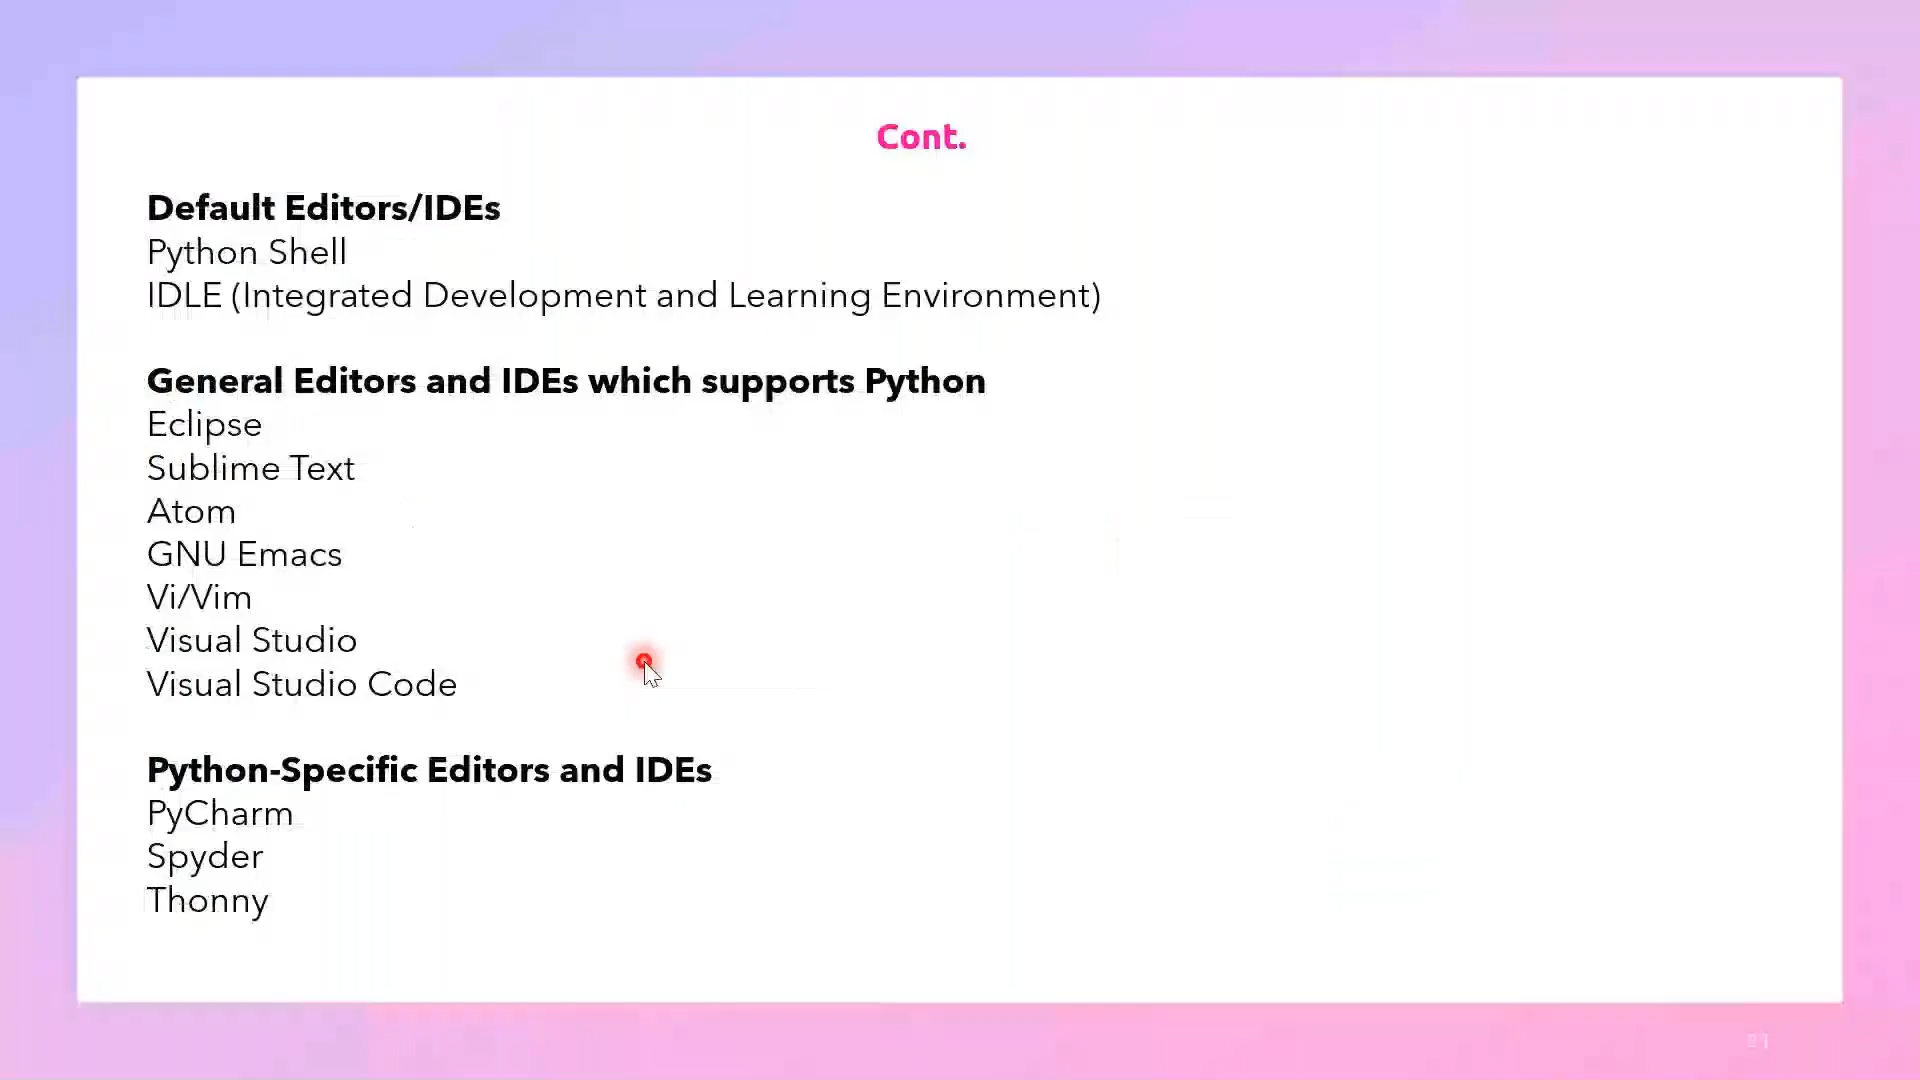 Cont.
Default Editors/IDEs
Python Shell
IDLE (Integrated Development and Learning Environment)
General Editors and IDEs which supports Python
Eclipse
Sublime Text
Atom
GNU Emacs
Vi/Vim
Visual Studio
Visual Studio Code
Python-Specific Editors and IDEs
PyCharm
Spyder
Thonny
21